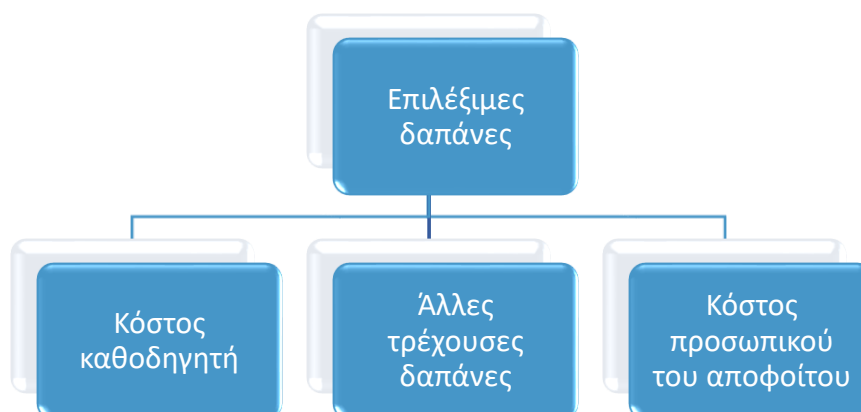 Επιλέξιμες
δαπάνες
Κόστος
καθοδηγητή
Άλλες
τρέχουσες
δαπάνες
Κόστος
προσωπικού
του αποφοίτου